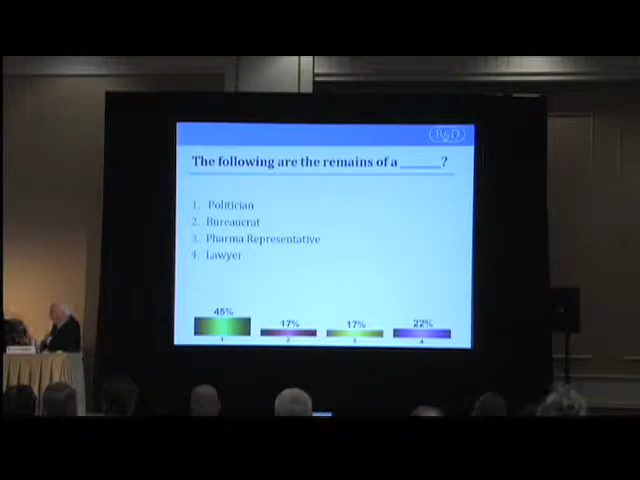 R&D
The following are the remains of a ______ ?
1. Politician
2. Bureaucrat
3. Pharma Representative
4. Lawyer
45% 17% 17% 22%
1 2 3 4